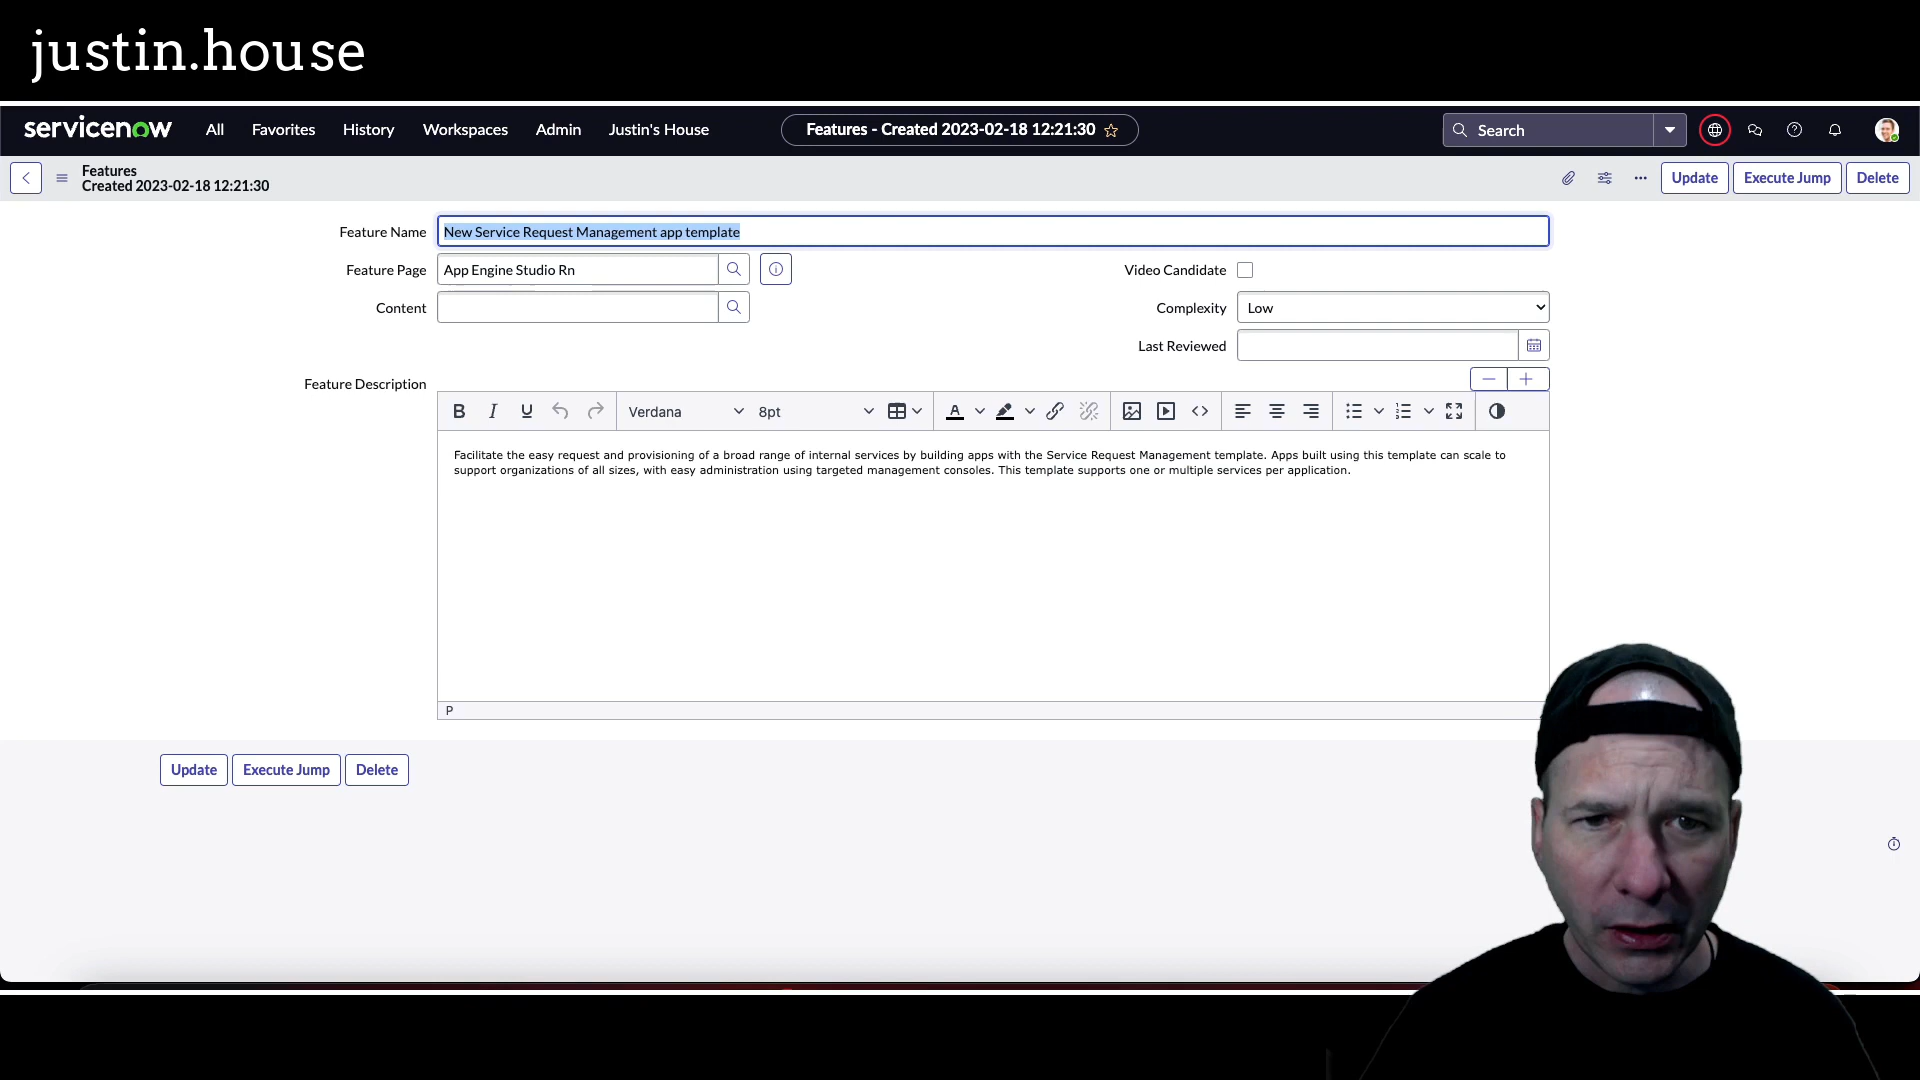 justin.house
servicenow All Favorites History Workspaces Admin Justin's House Features - Created 2023-02-18 12:21:30 Search
Features
Created 2023-02-18 12:21:30
Update Execute Jump Delete
Feature Name New Service Request Management app template
Feature Page App Engine Studio Rn
Video Candidate
Content
Complexity Low
Last Reviewed
Feature Description
B I U Verdana 8pt A
Facilitate the easy request and provisioning of a broad range of internal services by building apps with the Service Request Management template. Apps built using this template can scale to
support organizations of all sizes, with easy administration using targeted management consoles. This template supports one or multiple services per application.
P
Update Execute Jump Delete